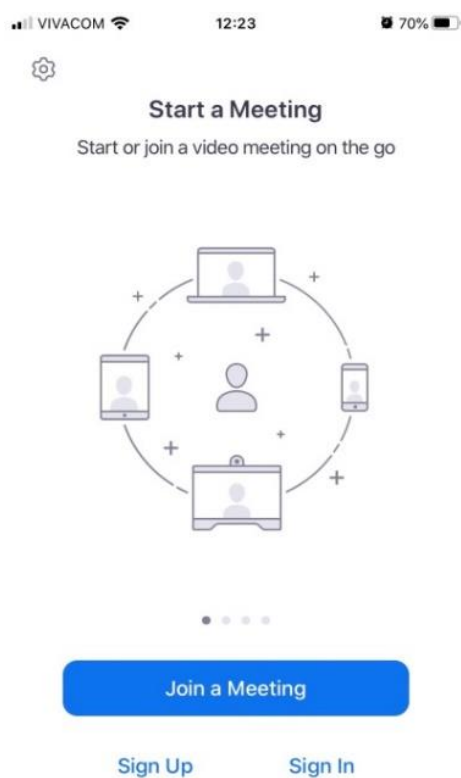 VIVACOM 12:23 70%
Start a Meeting
Start or join a video meeting on the go
Join a Meeting
Sign Up Sign In